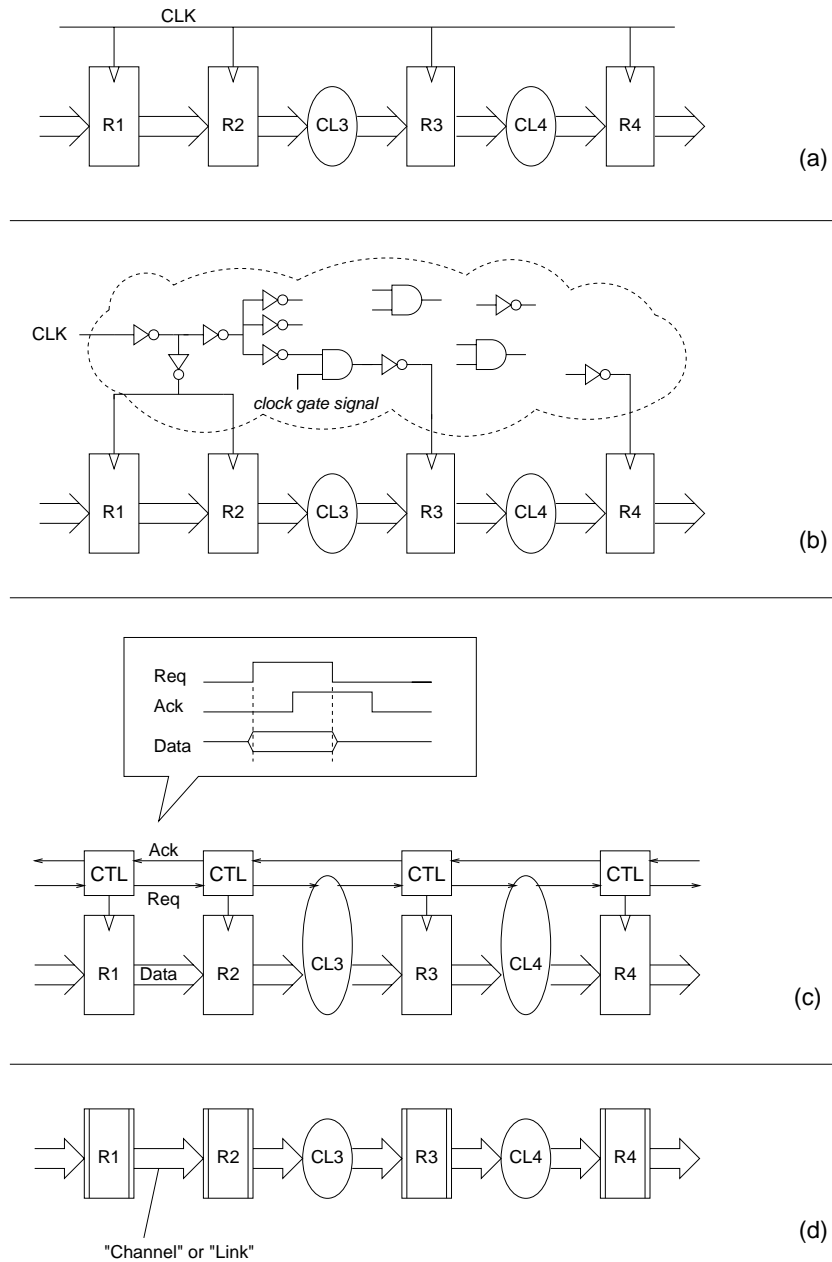 CLK
R1 R2 CL3 R3 CL4 R4
(a)
CLK
clock gate signal
R1 R2 CL3 R3 CL4 R4
(b)
Req
Ack
Data
Ack
CTL CTL CTL CTL
Req
R1 Data R2 CL3 R3 CL4 R4
(c)
R1 R2 CL3 R3 CL4 R4
(d)
"Channel" or "Link"